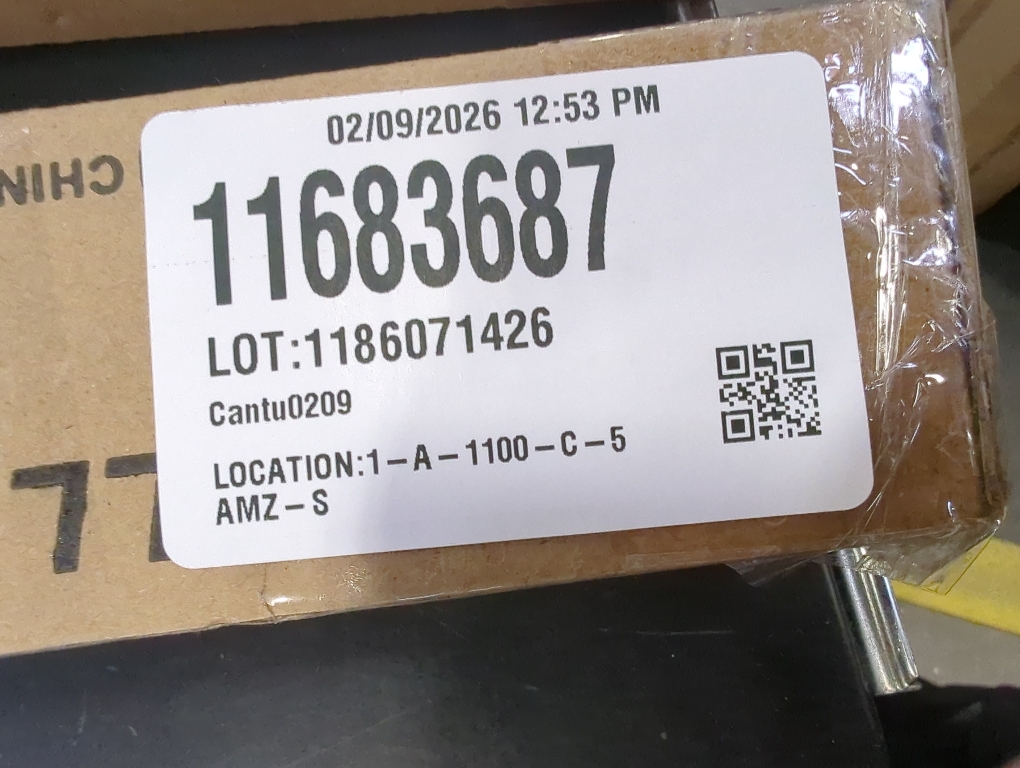 02/09/2026 12:53 PM
11683687
LOT:1186071426
Cantu0209
LOCATION:1-A-1100-C-5
AMZ-S